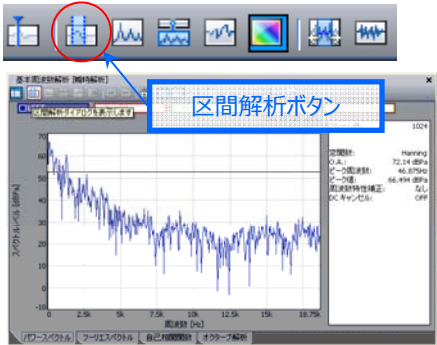 区間解析ボタン
基本周波数解析 [瞬時解析]
区間解析ダイアログを表示します
1024
窓関数: Hanning
O.A.: 72.14 dBPa
ピーク周波数: 46.875Hz
ピーク値: 66.494 dBPa
周波数特性補正: なし
DC キャンセル: OFF
スペクトルレベル [dBPa]
70
60
50
40
30
20
10
0
-10
0 2.5k 5k 7.5k 10k 12.5k 15k 18.75k
周波数 [Hz]
パワースペクトル フーリエスペクトル 自己相関関数 オクターブ解析